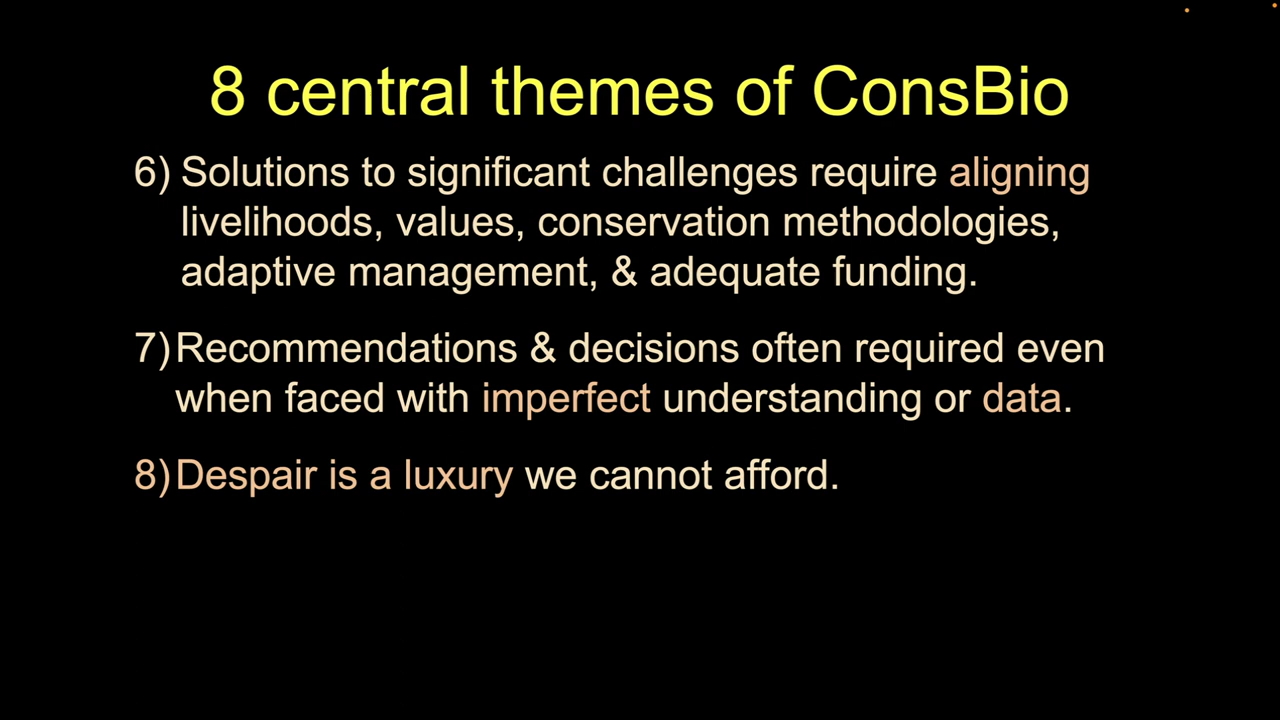 8 central themes of ConsBio
6) Solutions to significant challenges require aligning
livelihoods, values, conservation methodologies,
adaptive management, & adequate funding.
7) Recommendations & decisions often required even
when faced with imperfect understanding or data.
8) Despair is a luxury we cannot afford.